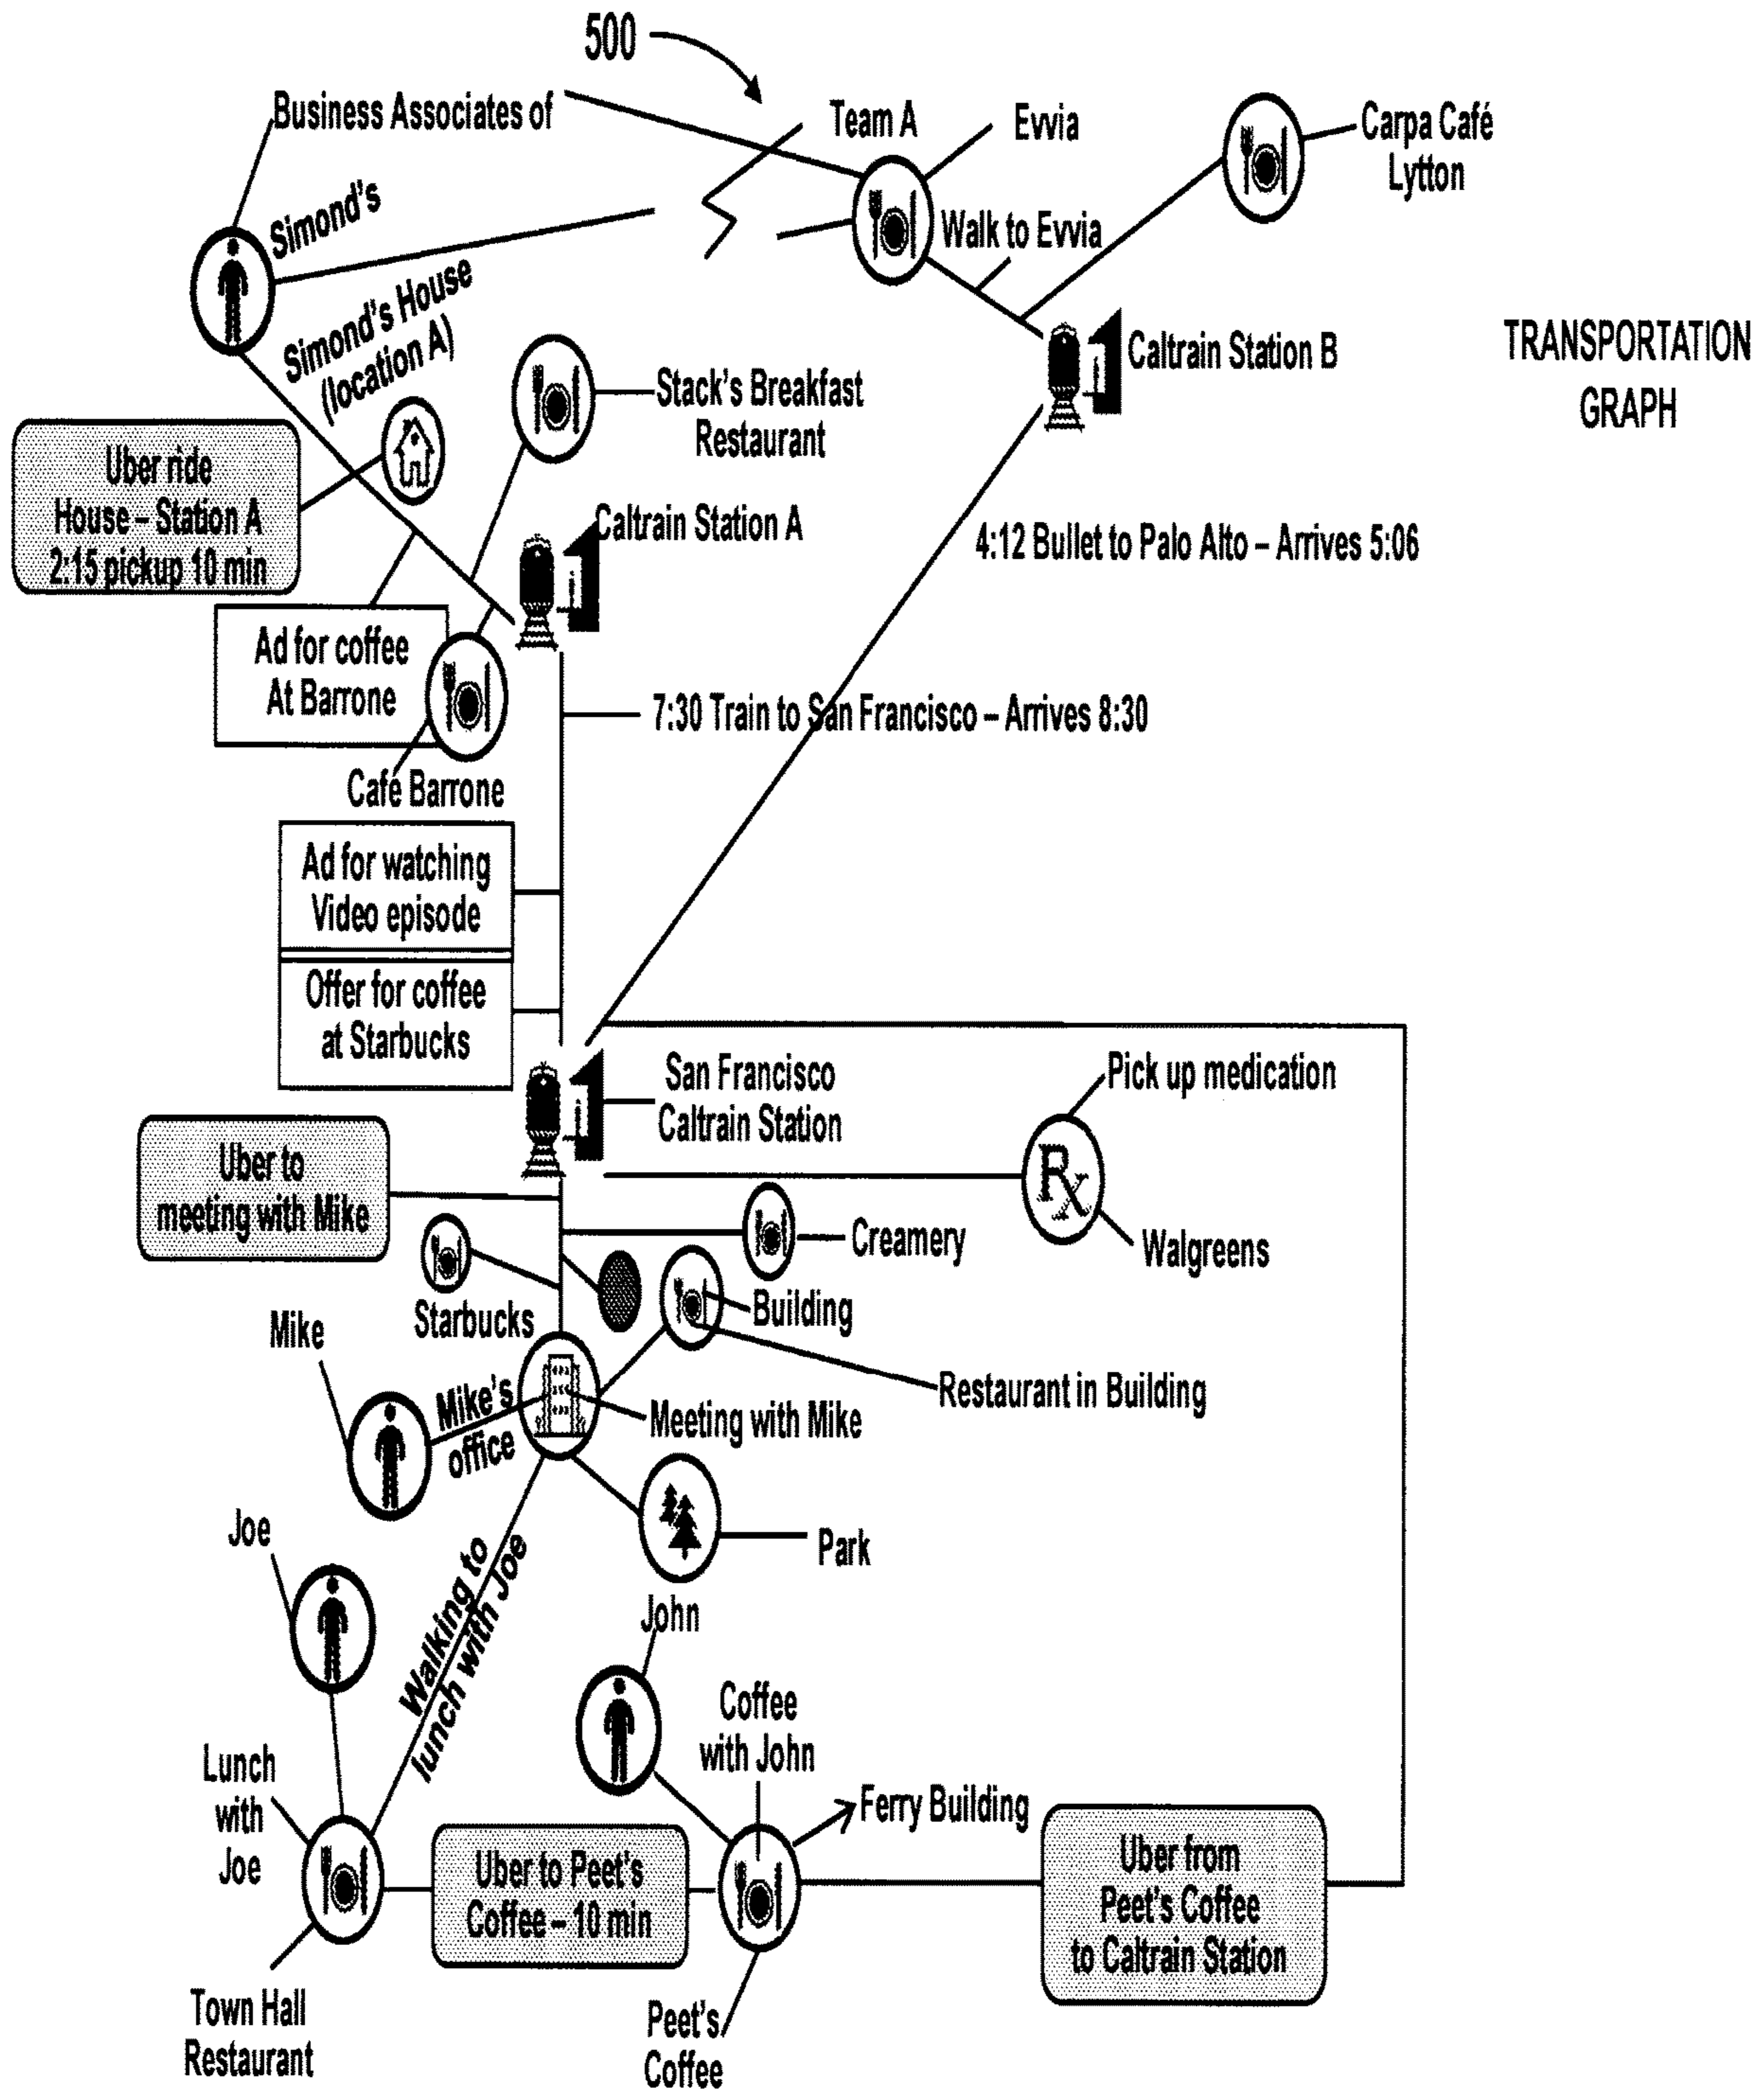 500
Business Associates of
Team A
Evvia
Carpa Café
Lytton
Simond's
Walk to Evvia
Simond's House
(location A)
Caltrain Station B
TRANSPORTATION
GRAPH
Stack's Breakfast
Restaurant
Uber ride
House – Station A
2:15 pickup 10 min
Caltrain Station A
4:12 Bullet to Palo Alto – Arrives 5:06
Ad for coffee
At Barrone
7:30 Train to San Francisco – Arrives 8:30
Café Barrone
Ad for watching
Video episode
Offer for coffee
at Starbucks
San Francisco
Caltrain Station
Pick up medication
Rx
Uber to
meeting with Mike
Creamery
Walgreens
Starbucks
Building
Mike
Restaurant in Building
Mike's
office
Meeting with Mike
Joe
Park
Walking to
lunch with Joe
John
Coffee
with John
Lunch
with
Joe
Ferry Building
Uber to Peet's
Coffee – 10 min
Uber from
Peet's Coffee
to Caltrain Station
Town Hall
Restaurant
Peet's
Coffee